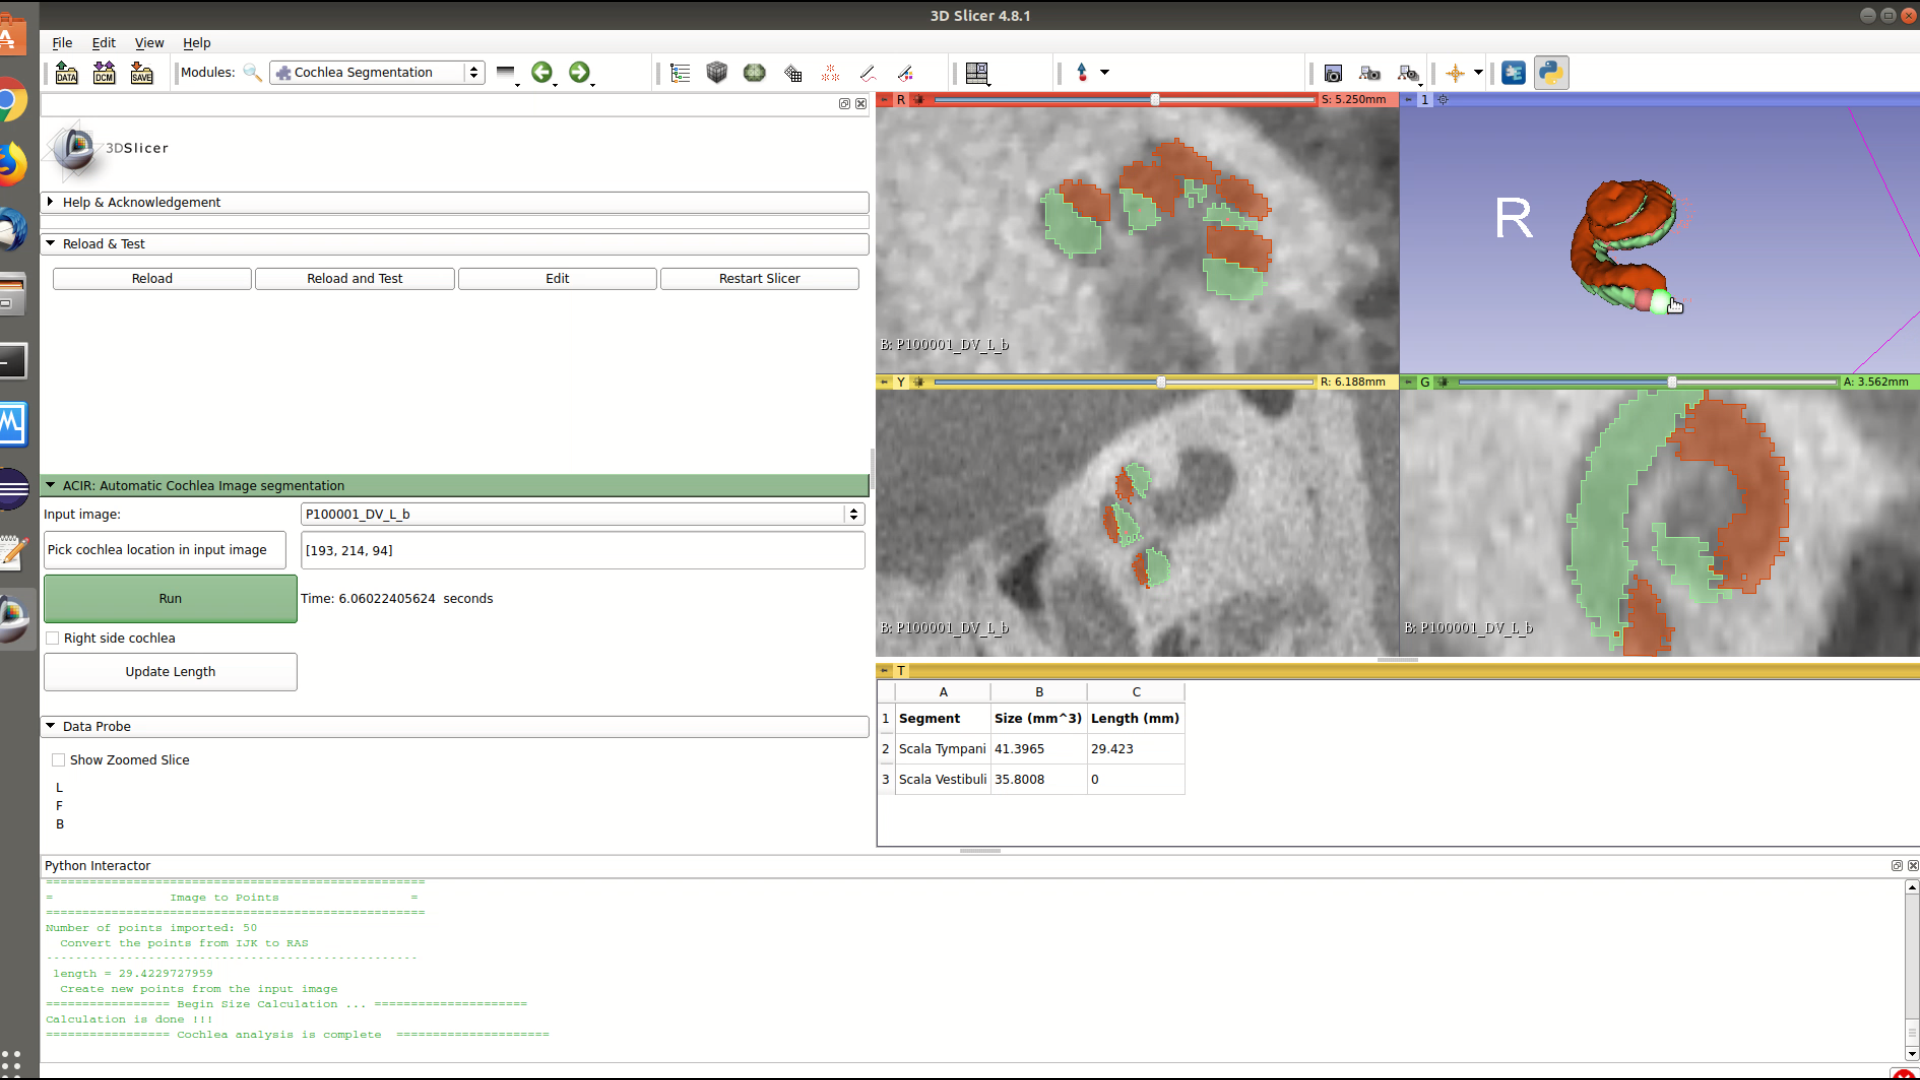 3D Slicer 4.8.1
File Edit View Help
DATA DCM SAVE Modules: Cochlea Segmentation
R S: 5.250mm
1
3DSlicer
Help & Acknowledgement
Reload & Test
Reload Reload and Test Edit Restart Slicer
R
B: P100001_DV_L_b
Y R: 6.188mm
G A: 3.562mm
ACIR: Automatic Cochlea Image segmentation
Input image: P100001_DV_L_b
Pick cochlea location in input image [193, 214, 94]
Run Time: 6.06022405624 seconds
Right side cochlea
Update Length
B: P100001_DV_L_b
B: P100001_DV_L_b
T
A B C
1 Segment Size (mm^3) Length (mm)
2 Scala Tympani 41.3965 29.423
3 Scala Vestibuli 35.8008 0
Data Probe
Show Zoomed Slice
L
F
B
Python Interactor
====================================================
= Image to Points =
====================================================
Number of points imported: 50
Convert the points from IJK to RAS
---------------------------------------------------
length = 29.4229727959
Create new points from the input image
================= Begin Size Calculation ... =====================
Calculation is done !!!
================= Cochlea analysis is complete =====================